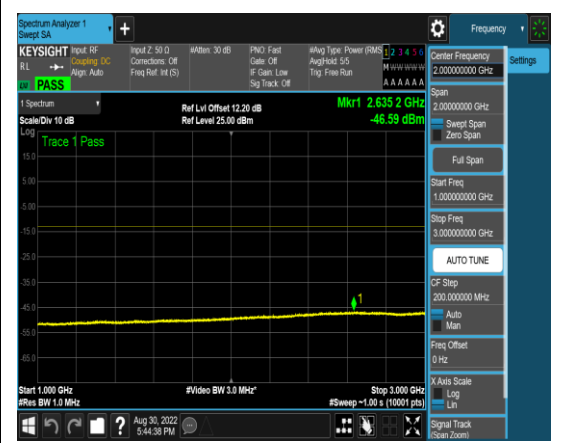 Spectrum Analyzer 1
Swept SA
+
Frequency
KEYSIGHT
RL
PASS
Input: RF
Coupling: DC
Align: Auto
Input Z: 50 Ω
Corrections: Off
Freq Ref: Int (S)
#Atten: 30 dB
PNO: Fast
Gate: Off
IF Gain: Low
Sig Track: Off
#Avg Type: Power (RMS
Avg|Hold: 5/5
Trig: Free Run
1 2 3 4 5 6
M W W W W W
A A A A A A
1 Spectrum
Scale/Div 10 dB
Ref Lvl Offset 12.20 dB
Ref Level 25.00 dBm
Mkr1 2.635 2 GHz
-46.59 dBm
Log
Trace 1 Pass
15.0
5.00
-5.00
-15.0
-25.0
-35.0
-45.0
-55.0
-65.0
1
Start 1.000 GHz
#Res BW 1.0 MHz
#Video BW 3.0 MHz*
Stop 3.000 GHz
#Sweep ~1.00 s (10001 pts)
?
Aug 30, 2022
5:44:38 PM
Center Frequency
2.000000000 GHz
Settings
Span
2.00000000 GHz
Swept Span
Zero Span
Full Span
Start Freq
1.000000000 GHz
Stop Freq
3.000000000 GHz
AUTO TUNE
CF Step
200.000000 MHz
Auto
Man
Freq Offset
0 Hz
X Axis Scale
Log
Lin
Signal Track
(Span Zoom)